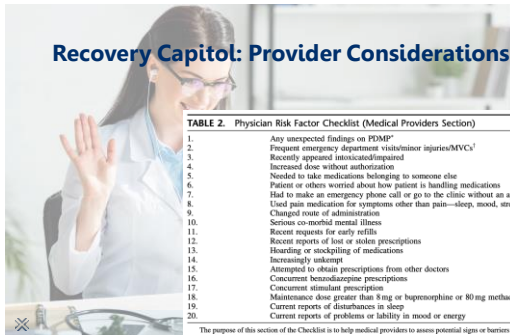 Recovery Capitol: Provider Considerations
TABLE 2. Physician Risk Factor Checklist (Medical Providers Section)
1. Any unexpected findings on PDMP*
2. Frequent emergency department visits/minor injuries/MVCs†
3. Recently appeared intoxicated/impaired
4. Increased dose without authorization
5. Needed to take medications belonging to someone else
6. Patient or others worried about how patient is handling medications
7. Had to make an emergency phone call or go to the clinic without an a
8. Used pain medication for symptoms other than pain—sleep, mood, stre
9. Changed route of administration
10. Serious co-morbid mental illness
11. Recent requests for early refills
12. Recent reports of lost or stolen prescriptions
13. Hoarding or stockpiling of medications
14. Increasingly unkempt
15. Attempted to obtain prescriptions from other doctors
16. Concurrent benzodiazepine prescriptions
17. Concurrent stimulant prescription
18. Maintenance dose greater than 8 mg or buprenorphine or 80 mg metha
19. Current reports of disturbances in sleep
20. Current reports of problems or lability in mood or energy
The purpose of this section of the Checklist is to help medical providers to assess potential signs or barriers